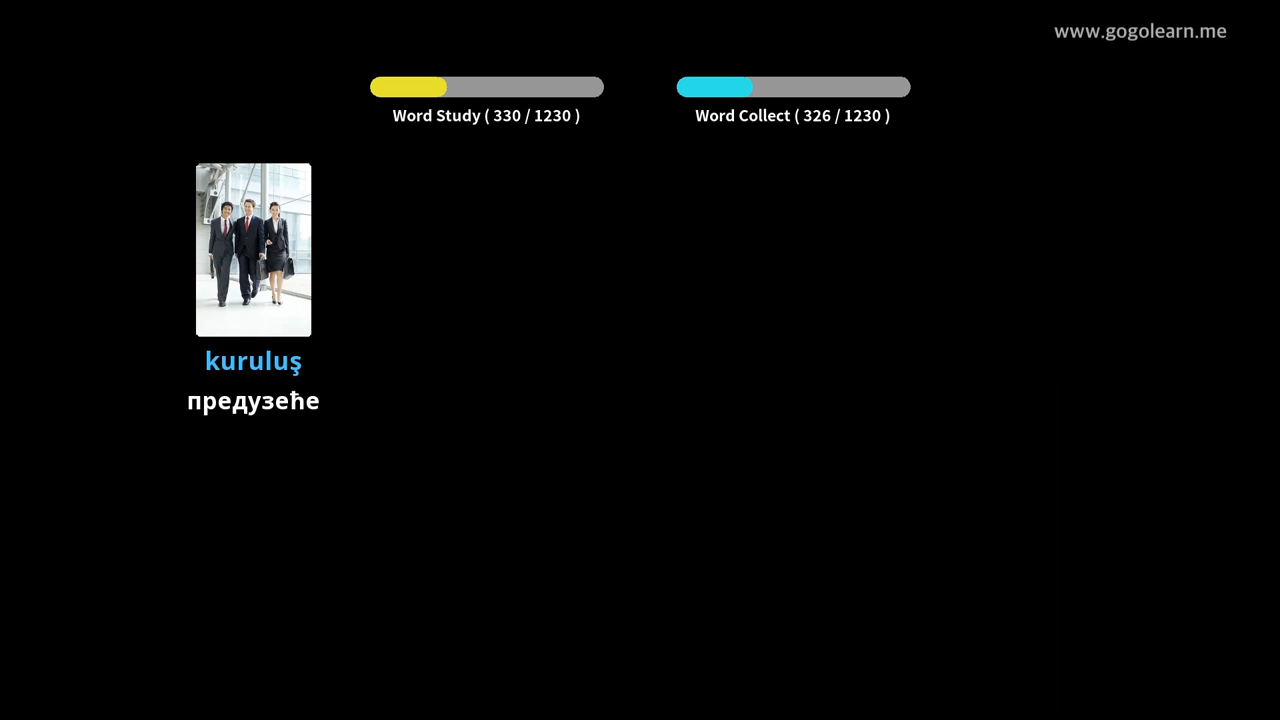 www.gogolearn.me
Word Study ( 330 / 1230 )
Word Collect ( 326 / 1230 )
kuruluş
предузеће